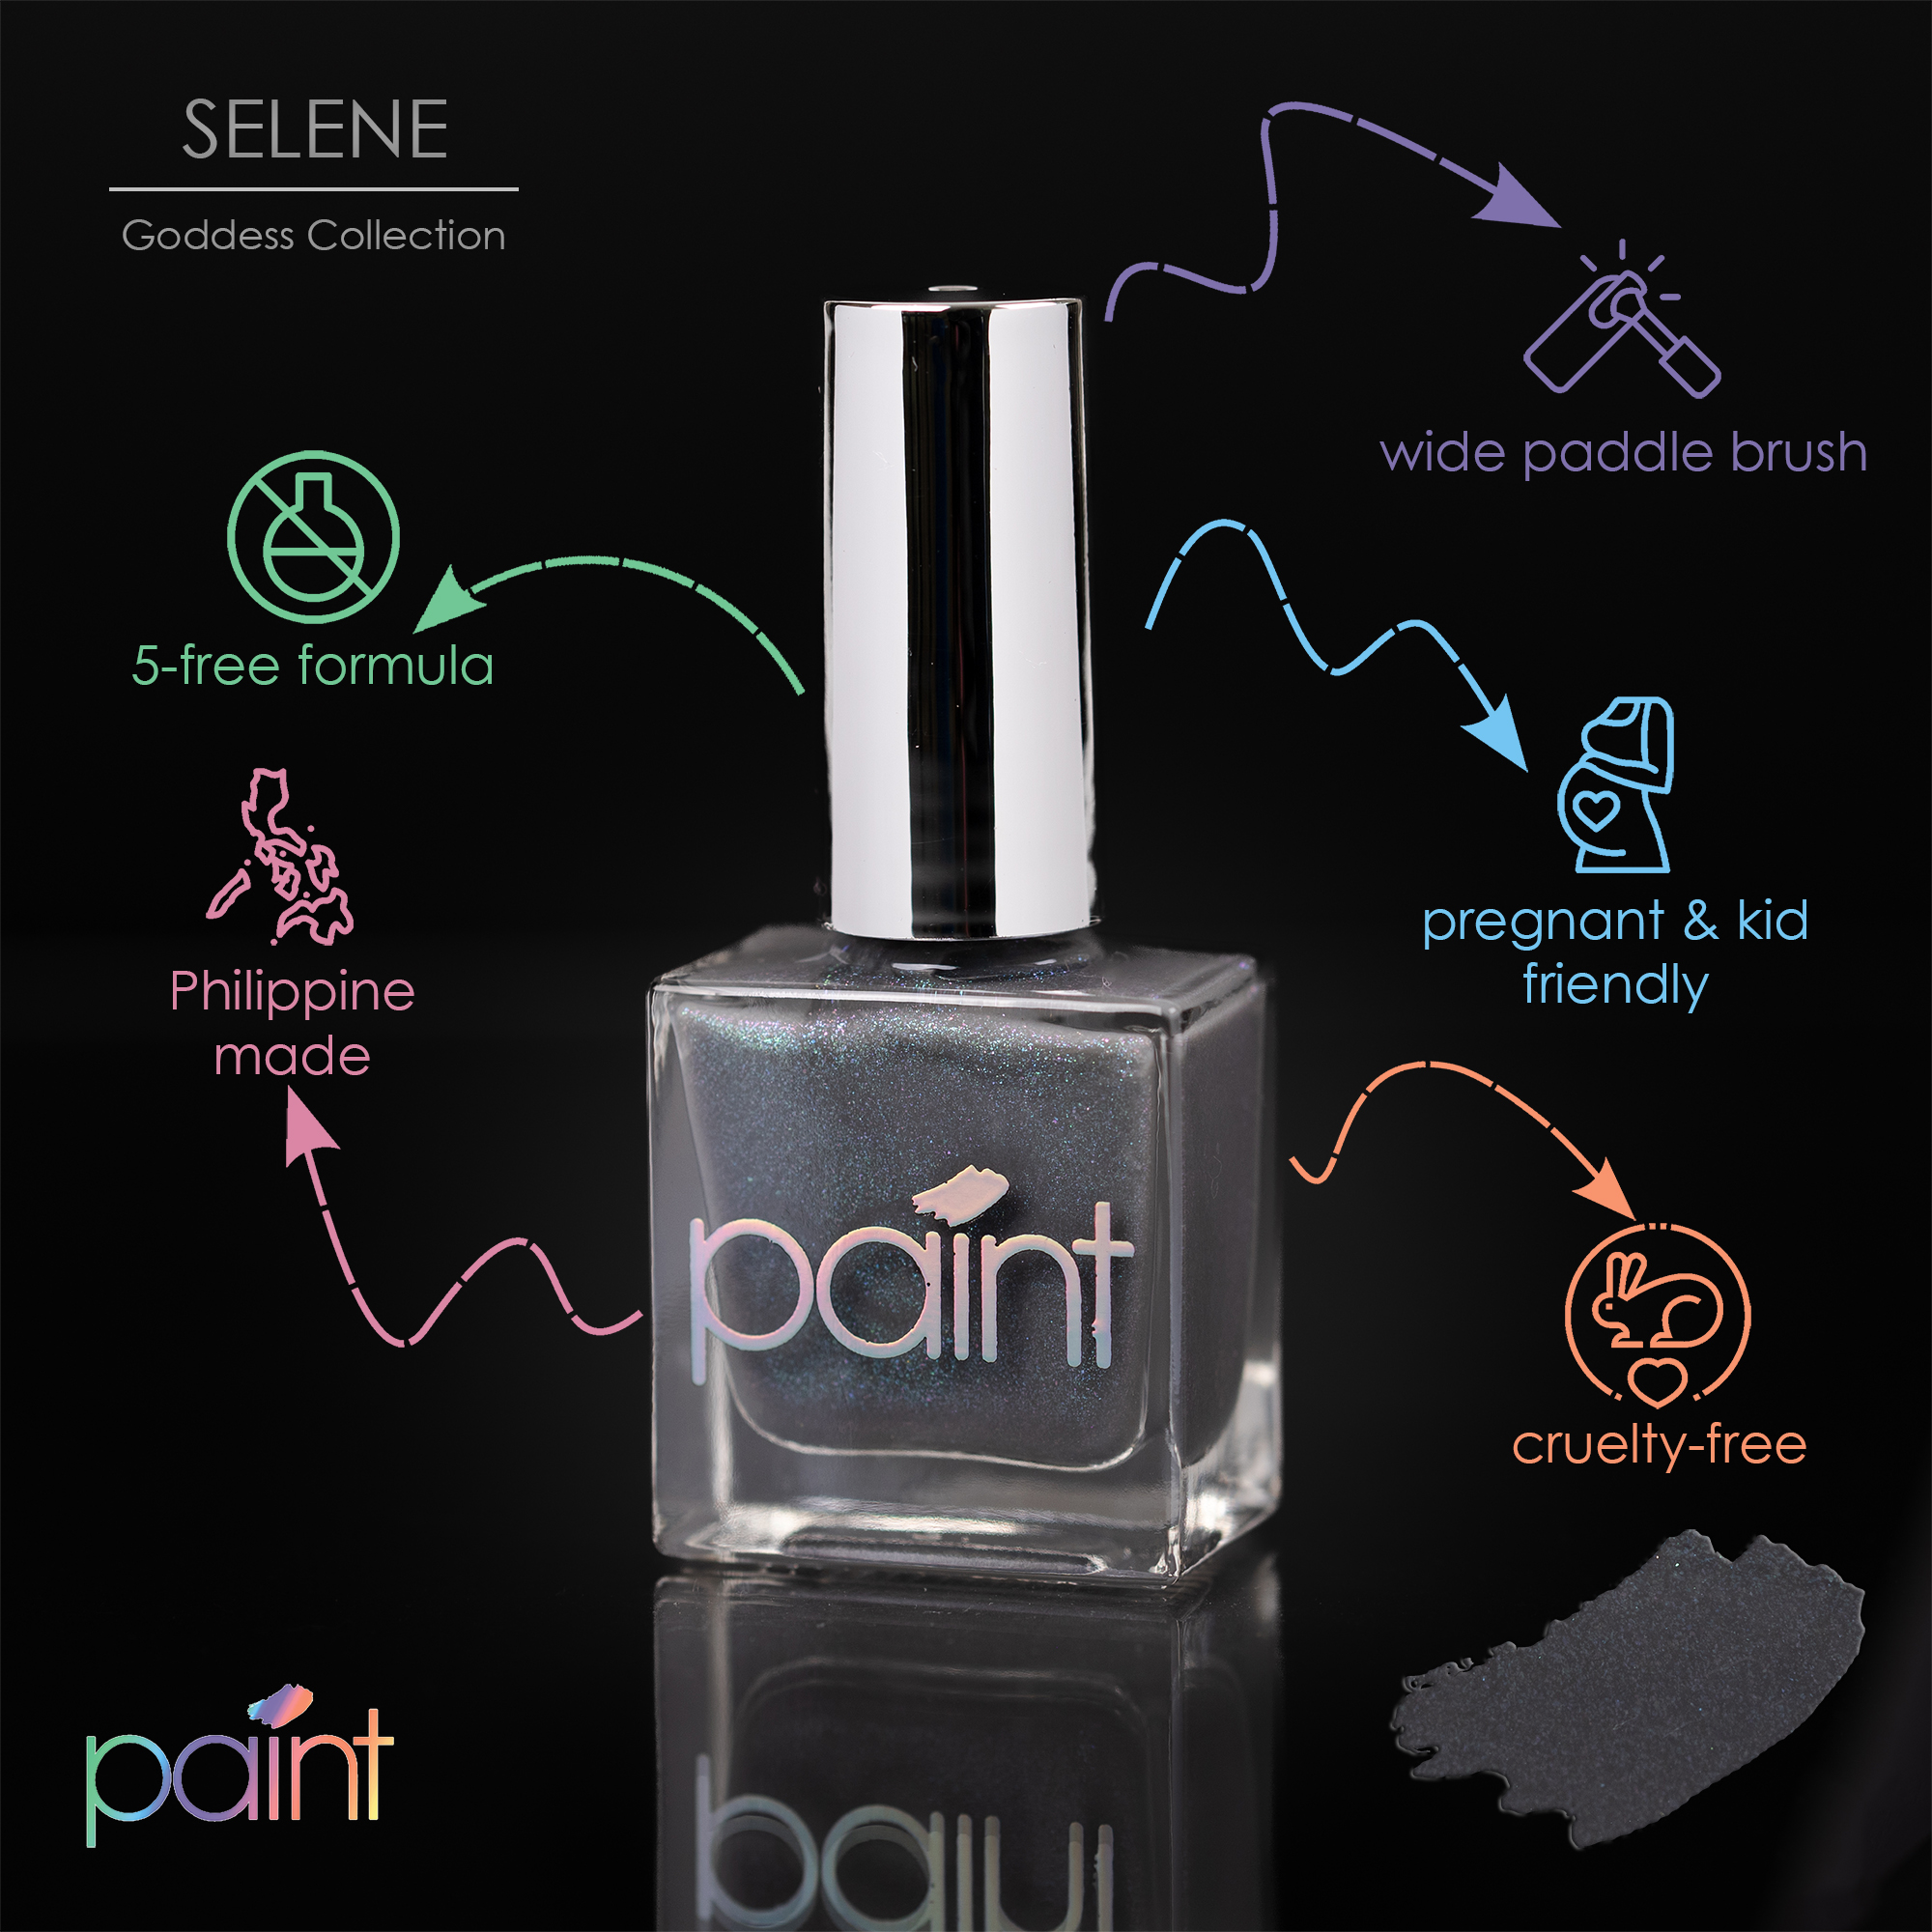 SELENE
Goddess Collection
wide paddle brush
5-free formula
pregnant & kid
friendly
Philippine
made
cruelty-free
paint
paint